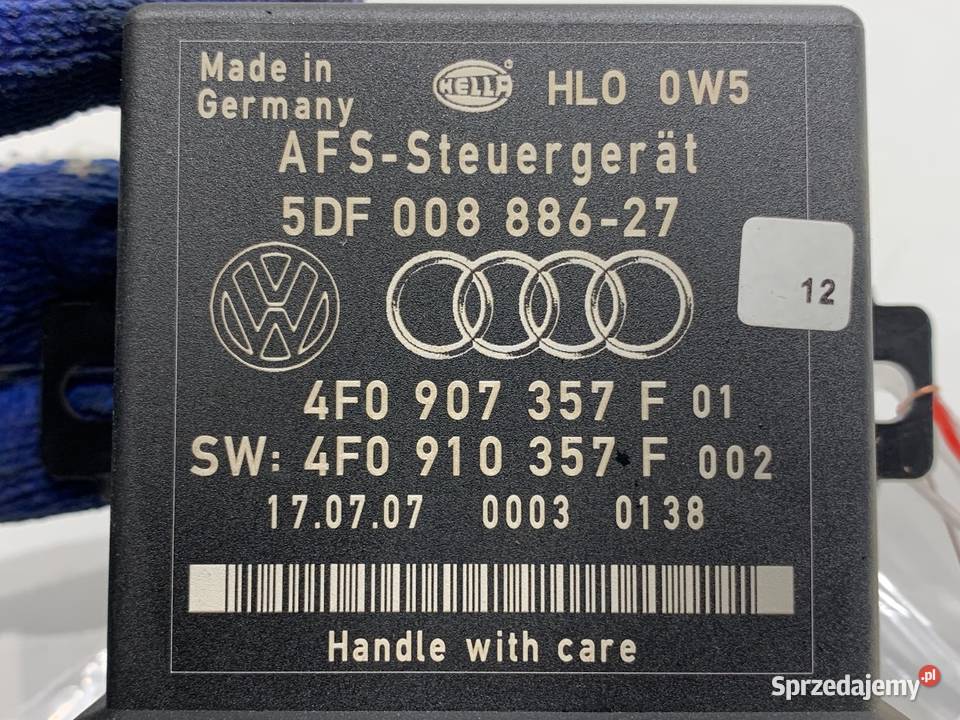 Made in
Germany
HELLA
HLO 0W5
AFS-Steuergerät
5DF 008 886-27
12
4F0 907 357 F 01
SW: 4F0 910 357 F 002
17.07.07 0003 0138
Handle with care
Sprzedajemy.pl